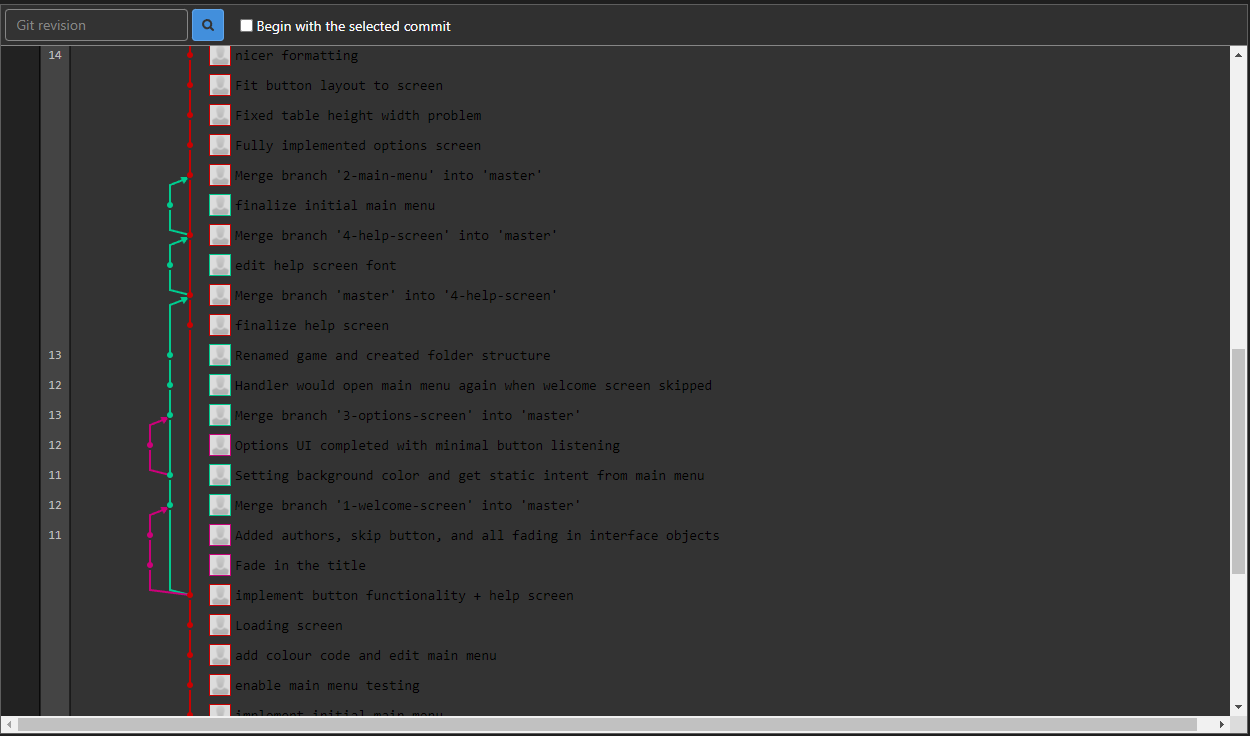 Git revision
Begin with the selected commit
14 nicer formatting
Fit button layout to screen
Fixed table height width problem
Fully implemented options screen
Merge branch '2-main-menu' into 'master'
finalize initial main menu
Merge branch '4-help-screen' into 'master'
edit help screen font
Merge branch 'master' into '4-help-screen'
finalize help screen
13 Renamed game and created folder structure
12 Handler would open main menu again when welcome screen skipped
13 Merge branch '3-options-screen' into 'master'
12 Options UI completed with minimal button listening
11 Setting background color and get static intent from main menu
12 Merge branch '1-welcome-screen' into 'master'
11 Added authors, skip button, and all fading in interface objects
Fade in the title
implement button functionality + help screen
Loading screen
add colour code and edit main menu
enable main menu testing
implement initial main menu